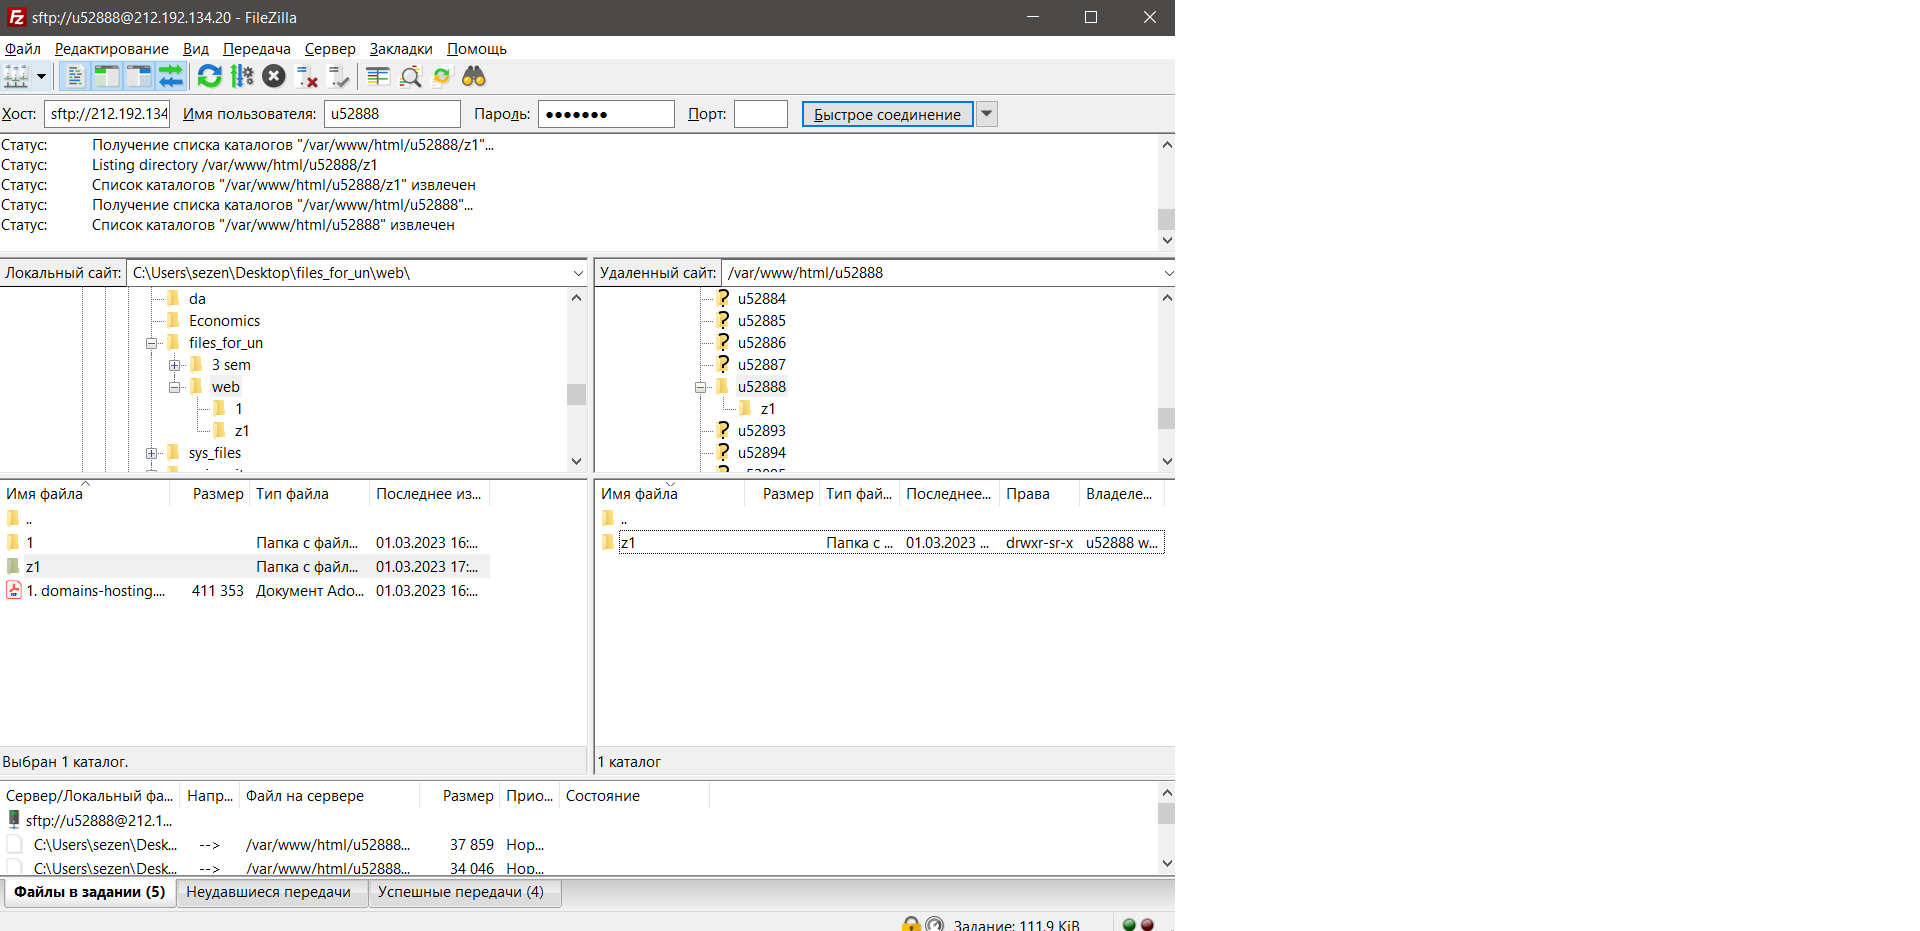 sftp://u52888@212.192.134.20 - FileZilla
Файл Редактирование Вид Передача Сервер Закладки Помощь
Хост: sftp://212.192.134 Имя пользователя: u52888 Пароль: ●●●●●●● Порт: Быстрое соединение
Статус: Получение списка каталогов "/var/www/html/u52888/z1"...
Статус: Listing directory /var/www/html/u52888/z1
Статус: Список каталогов "/var/www/html/u52888/z1" извлечен
Статус: Получение списка каталогов "/var/www/html/u52888"...
Статус: Список каталогов "/var/www/html/u52888" извлечен
Локальный сайт: C:\Users\sezen\Desktop\files_for_un\web\
da
Economics
files_for_un
3 sem
web
1
z1
sys_files
Удаленный сайт: /var/www/html/u52888
? u52884
? u52885
? u52886
? u52887
u52888
z1
? u52893
? u52894
Имя файла Размер Тип файла Последнее из...
..
1 Папка с файл... 01.03.2023 16:...
z1 Папка с файл... 01.03.2023 17:...
1. domains-hosting.... 411 353 Документ Ado... 01.03.2023 16:...
Выбран 1 каталог.
Имя файла Размер Тип фай... Последнее... Права Владеле...
..
z1 Папка с ... 01.03.2023 ... drwxr-sr-x u52888 w...
1 каталог
Сервер/Локальный фа... Напр... Файл на сервере Размер Прио... Состояние
sftp://u52888@212.1...
C:\Users\sezen\Desk... --> /var/www/html/u52888... 37 859 Нор...
C:\Users\sezen\Desk... --> /var/www/html/u52888... 34 046 Нор...
Файлы в задании (5) Неудавшиеся передачи Успешные передачи (4)
Задание: 111,9 KiB